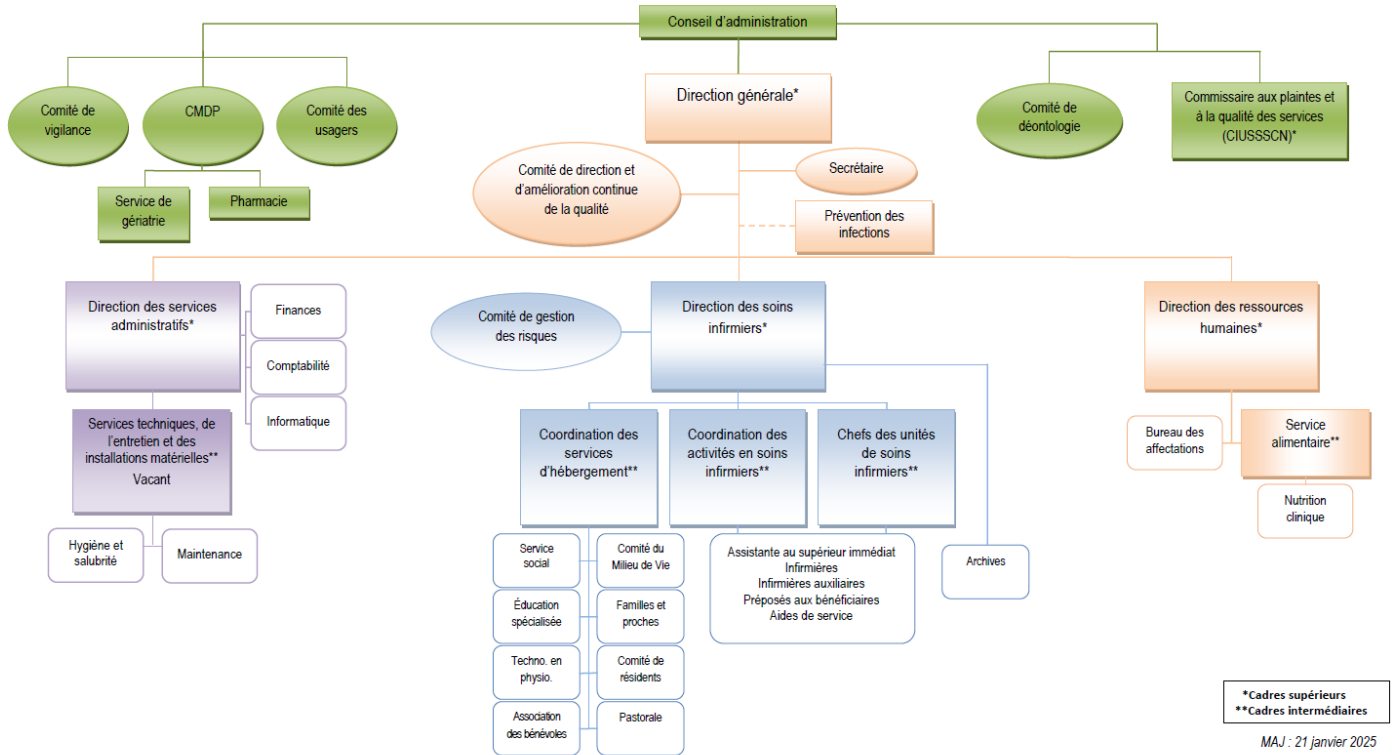 Conseil d'administration
Comité de
vigilance
CMDP
Comité des
usagers
Direction générale*
Comité de
déontologie
Commissaire aux plaintes et
à la qualité des services
(CIUSSSCN)*
Service de
gériatrie
Pharmacie
Comité de direction et
d'amélioration continue
de la qualité
Secrétaire
Prévention des
infections
Direction des services
administratifs*
Finances
Comptabilité
Informatique
Comité de gestion
des risques
Direction des soins
infirmiers*
Direction des ressources
humaines*
Services techniques, de
l'entretien et des
installations matérielles**
Vacant
Hygiène et
salubrité
Maintenance
Coordination des
services
d'hébergement**
Coordination des
activités en soins
infirmiers**
Chefs des unités
de soins
infirmiers**
Bureau des
affectations
Service
alimentaire**
Nutrition
clinique
Service
social
Comité du
Milieu de Vie
Éducation
spécialisée
Familles et
proches
Techno. en
physio.
Comité de
résidents
Association
des bénévoles
Pastorale
Assistante au supérieur immédiat
Infirmières
Infirmières auxiliaires
Préposés aux bénéficiaires
Aides de service
Archives
*Cadres supérieurs
**Cadres intermédiaires
MAJ : 21 janvier 2025